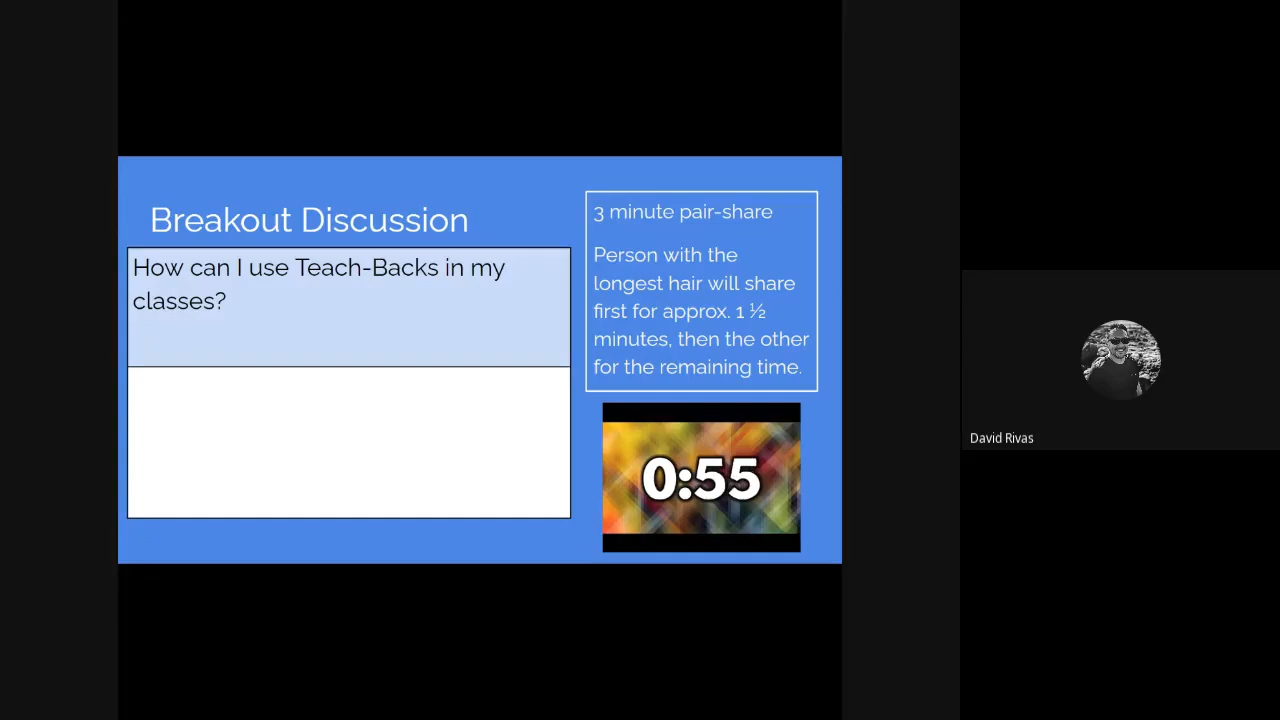 Breakout Discussion
How can I use Teach-Backs in my
classes?
3 minute pair-share
Person with the
longest hair will share
first for approx. 1 ½
minutes, then the other
for the remaining time.
0:55
David Rivas